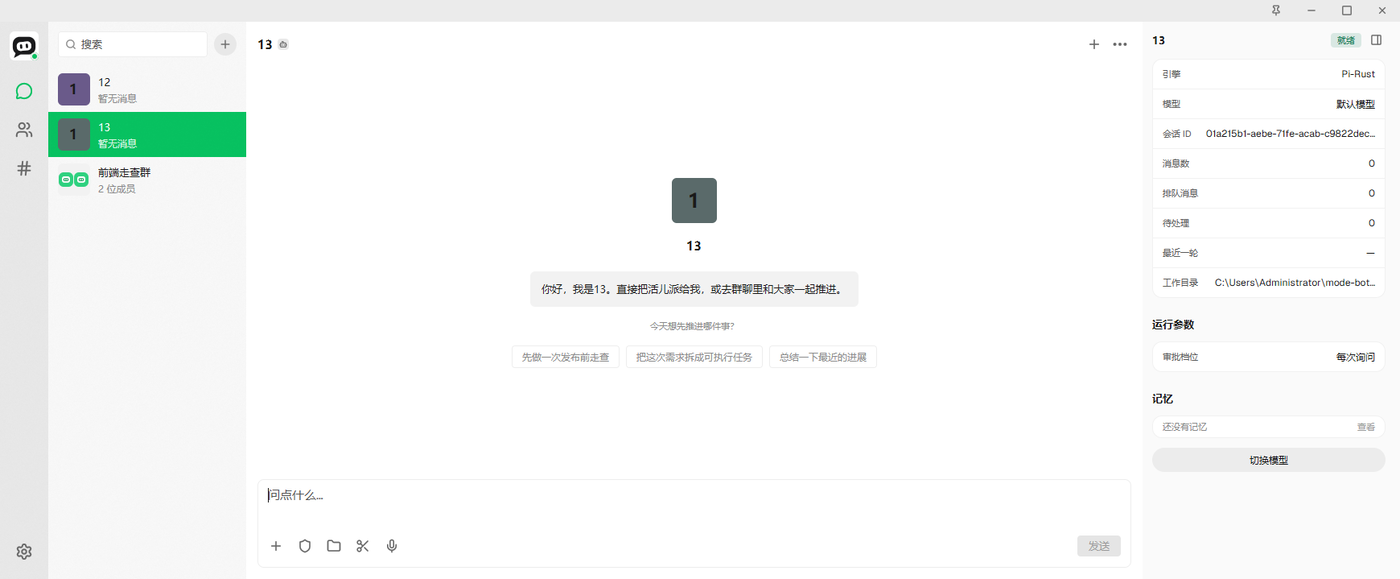 搜索
1
12
暂无消息
1
13
暂无消息
前端走查群
2 位成员
13
1
13
你好，我是13。直接把活儿派给我，或去群聊里和大家一起推进。
今天想先推进哪件事？
先做一次发布前走查
把这次需求拆成可执行任务
总结一下最近的进展
问点什么...
发送
13
就绪
引擎 Pi-Rust
模型 默认模型
会话 ID 01a215b1-aebe-71fe-acab-c9822dec...
消息数 0
排队消息 0
待处理 0
最近一轮 —
工作目录 C:\Users\Administrator\mode-bot...
运行参数
审批档位 每次询问
记忆
还没有记忆 查看
切换模型